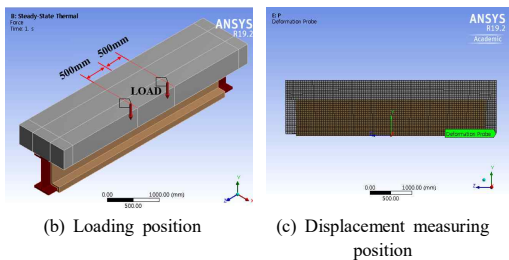 B: Steady-State Thermal
Force
Time: 1. s
ANSYS
R19.2
500mm
500mm
LOAD
0.00
1000.00 (mm)
500.00
Y
Z
X
(b) Loading position
E: P
Deformation Probe
ANSYS
R19.2
Academic
Y
Deformation Probe
0.00
1000.00 (mm)
500.00
Y
Z
(c) Displacement measuring
position